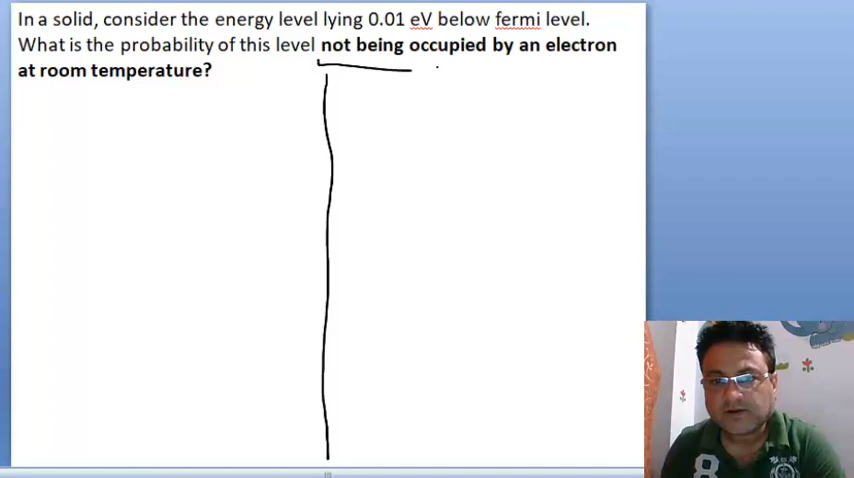 In a solid, consider the energy level lying 0.01 eV below fermi level.
What is the probability of this level not being occupied by an electron
at room temperature?
8